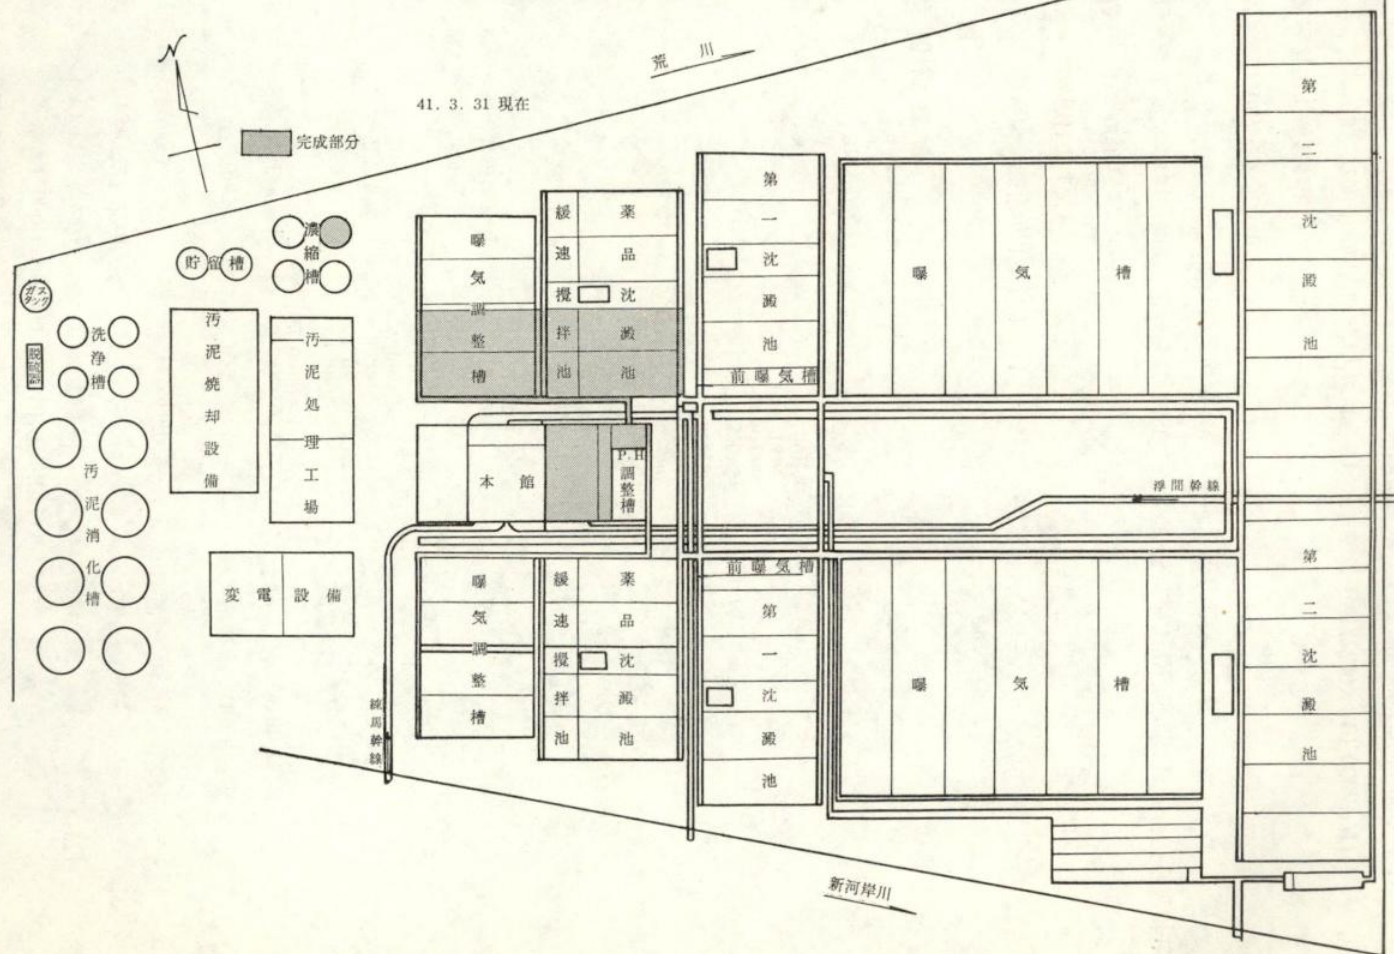 N
荒川
41. 3. 31 現在
完成部分
濃縮槽
貯留槽
ガスタンク
洗浄槽
脱硫器
汚泥焼却設備
汚泥処理工場
汚泥消化槽
変電設備
曝気調整槽
緩速攪拌池
薬品沈澱池
第一沈澱池
前曝気槽
曝気槽
第二沈澱池
本館
P.H
調整槽
浮間幹線
練馬幹線
曝気調整槽
緩速攪拌池
薬品沈澱池
前曝気槽
第一沈澱池
曝気槽
第二沈澱池
新河岸川